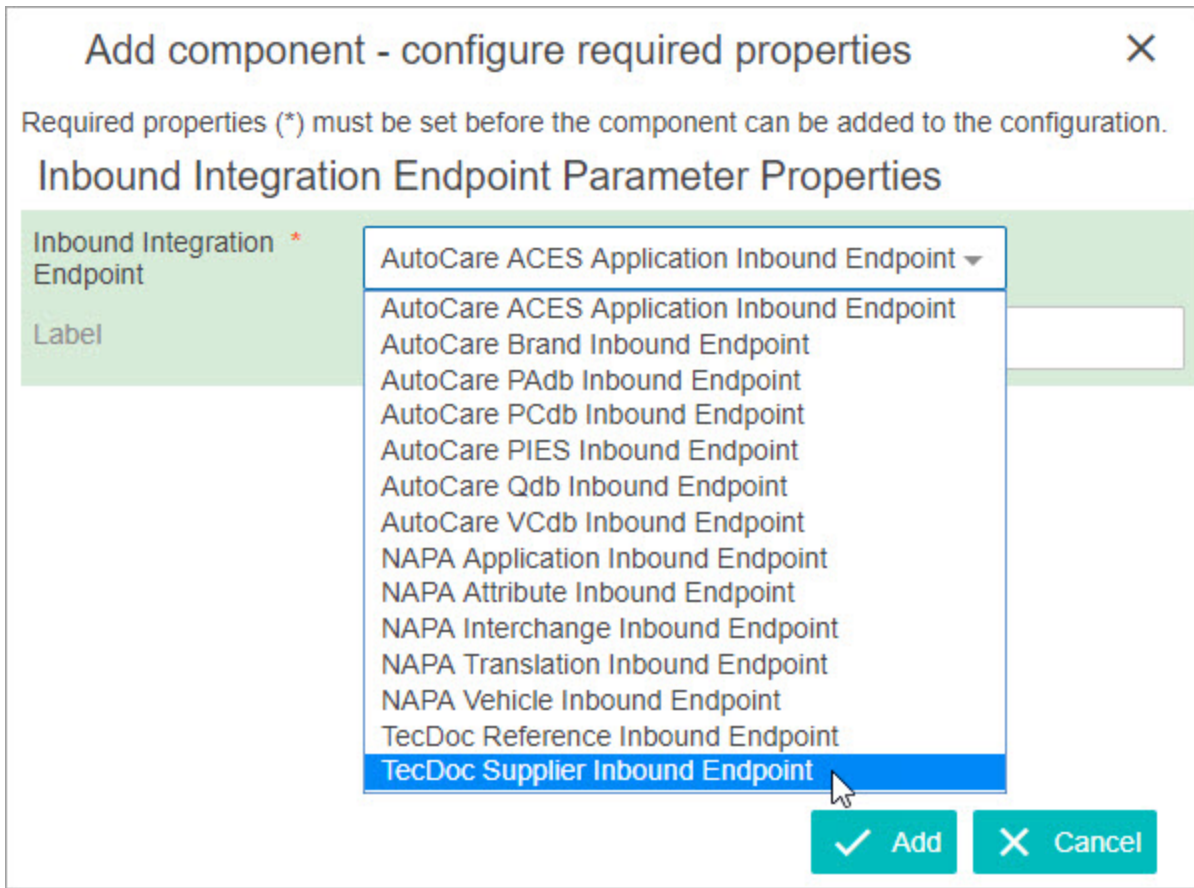 Add component - configure required properties
Required properties (*) must be set before the component can be added to the configuration.
Inbound Integration Endpoint Parameter Properties
Inbound Integration *
Endpoint
AutoCare ACES Application Inbound Endpoint
Label
AutoCare ACES Application Inbound Endpoint
AutoCare Brand Inbound Endpoint
AutoCare PAdb Inbound Endpoint
AutoCare PCdb Inbound Endpoint
AutoCare PIES Inbound Endpoint
AutoCare Qdb Inbound Endpoint
AutoCare VCdb Inbound Endpoint
NAPA Application Inbound Endpoint
NAPA Attribute Inbound Endpoint
NAPA Interchange Inbound Endpoint
NAPA Translation Inbound Endpoint
NAPA Vehicle Inbound Endpoint
TecDoc Reference Inbound Endpoint
TecDoc Supplier Inbound Endpoint
Add
Cancel